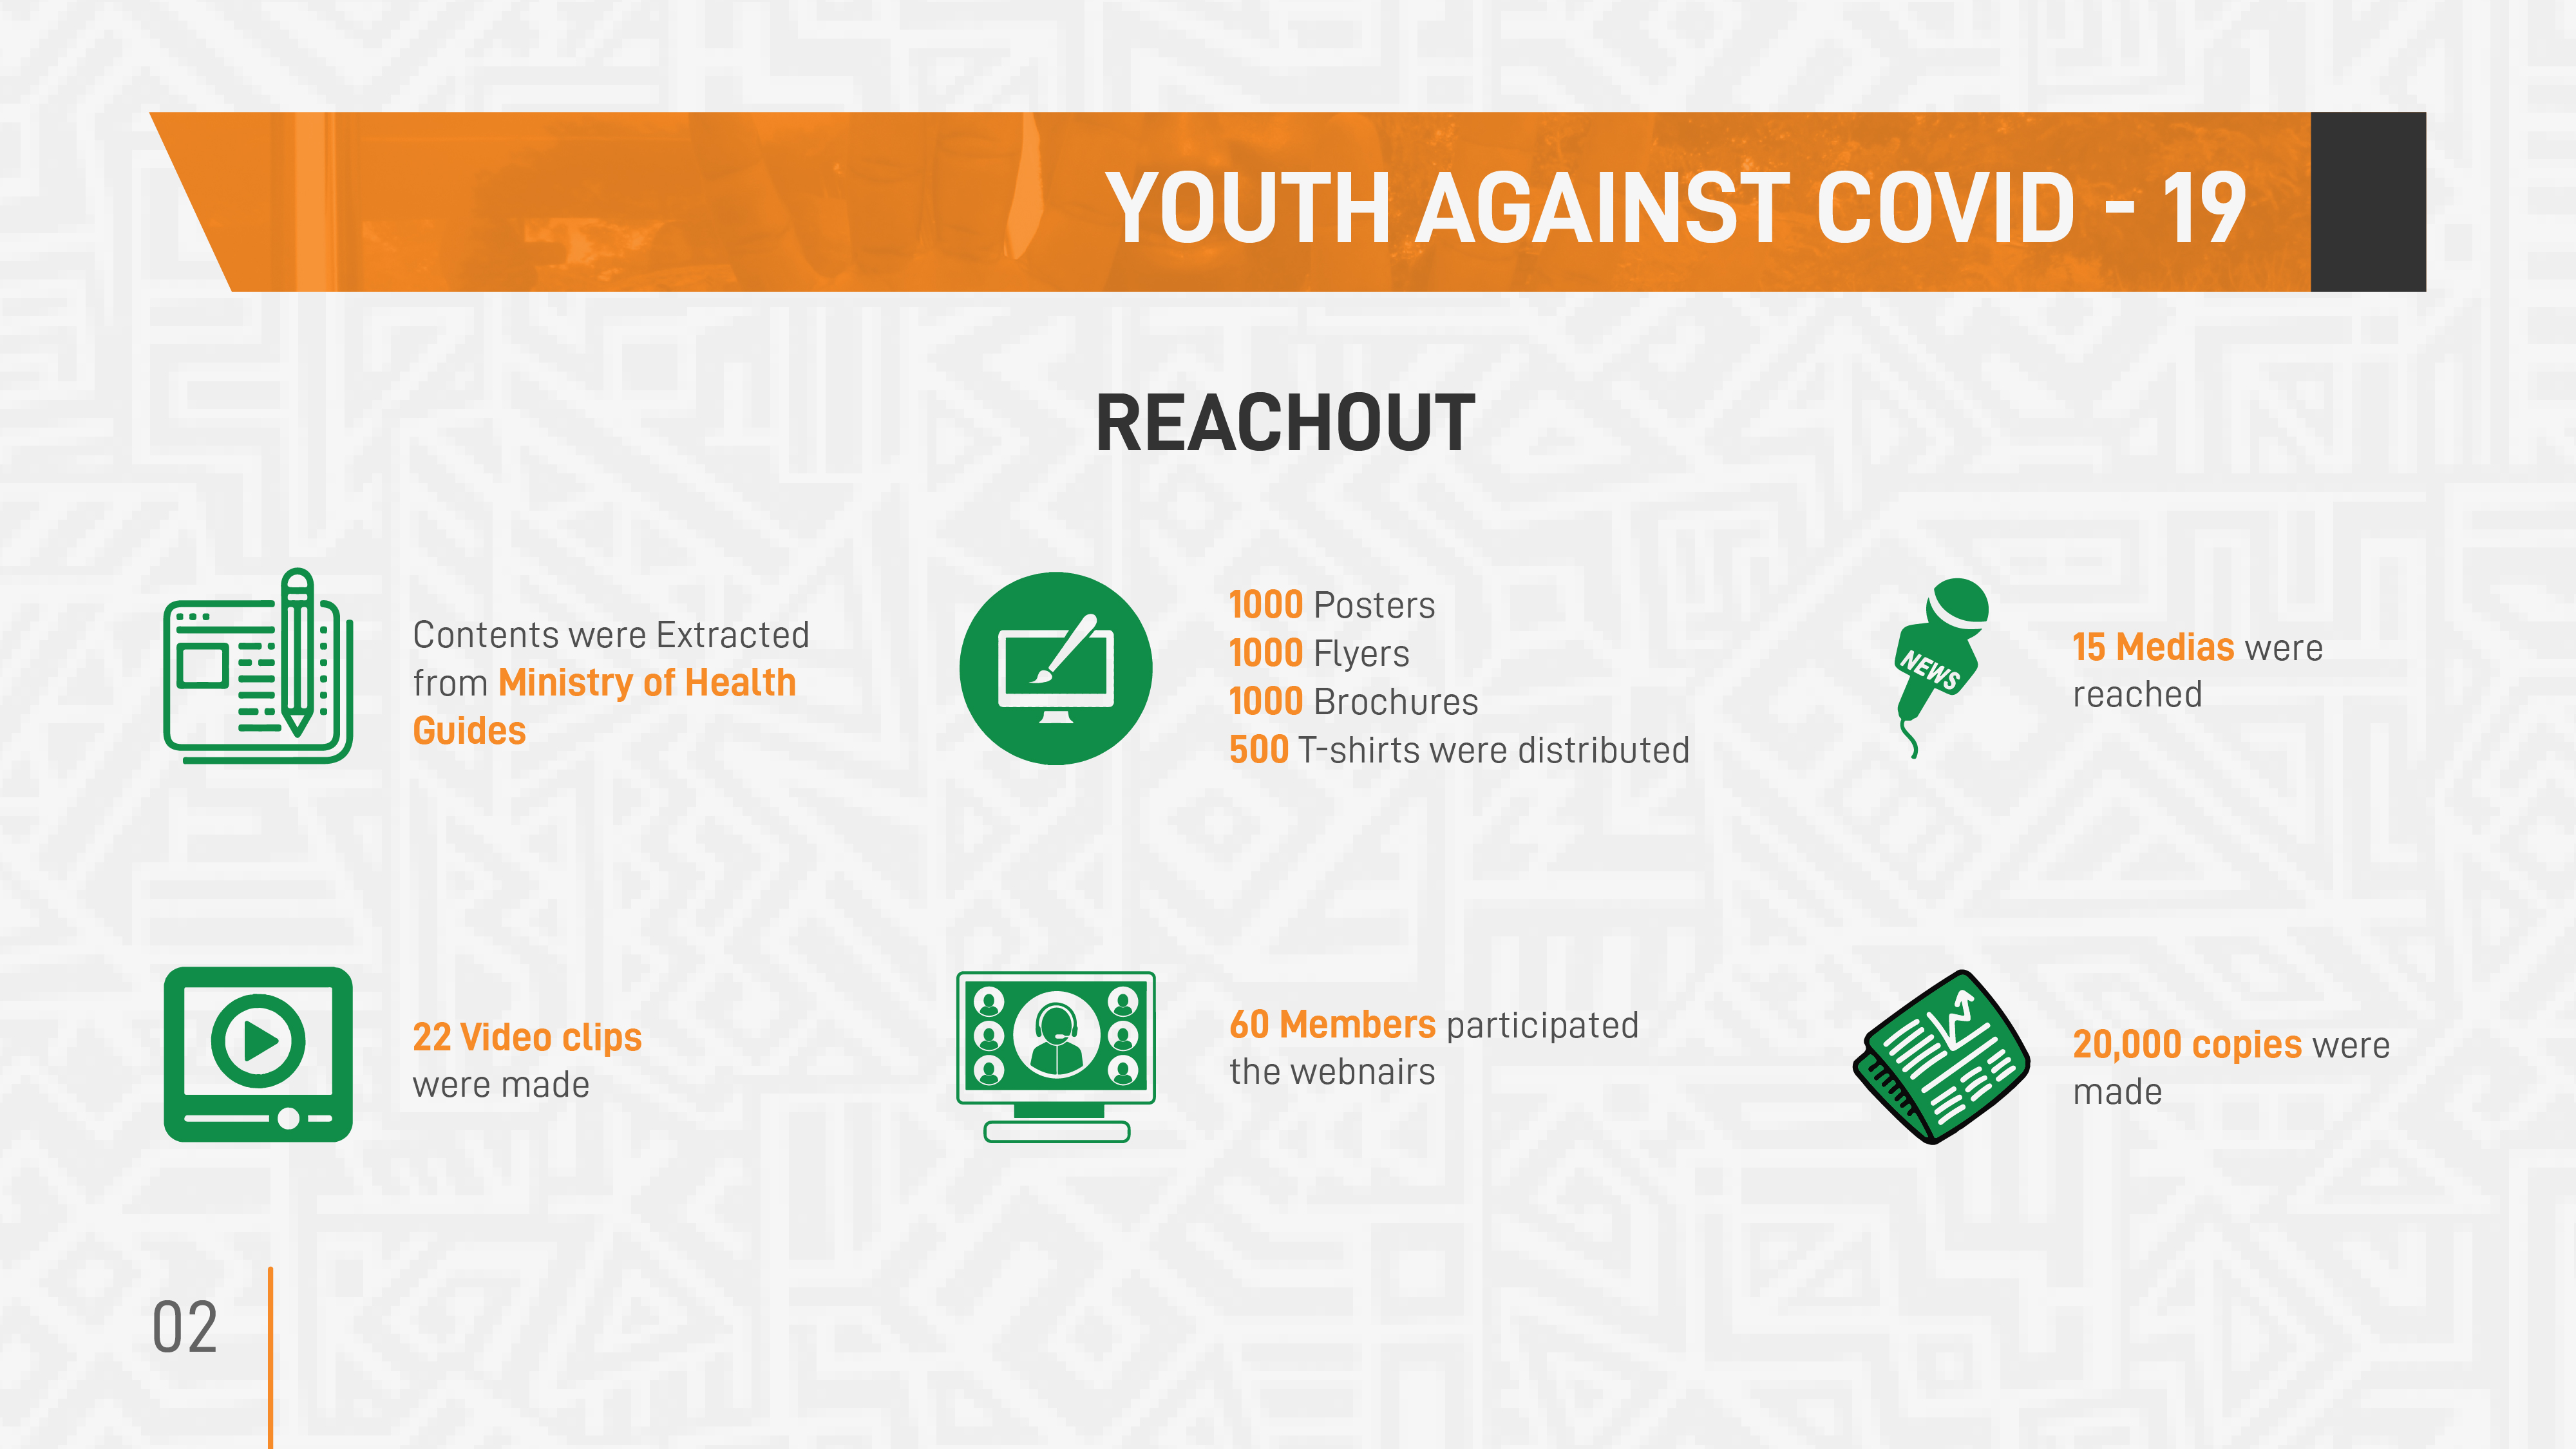 YOUTH AGAINST COVID - 19
REACHOUT
Contents were Extracted
from Ministry of Health
Guides
1000 Posters
1000 Flyers
1000 Brochures
500 T-shirts were distributed
NEWS
15 Medias were
reached
22 Video clips
were made
60 Members participated
the webnairs
20,000 copies were
made
02